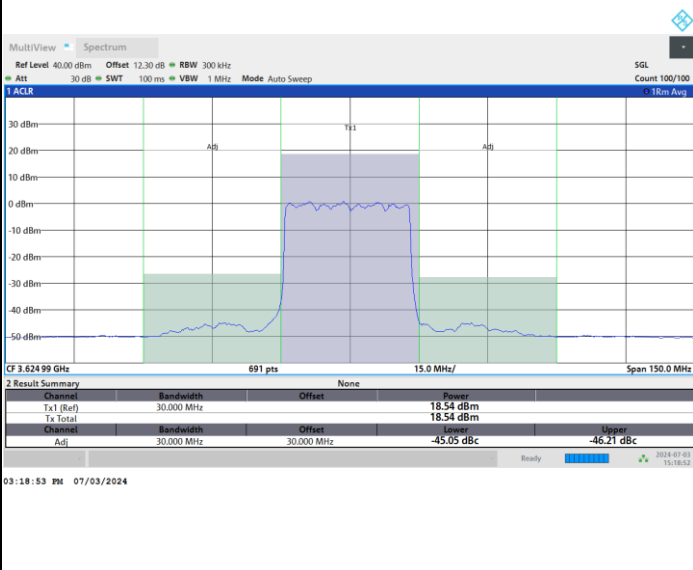 MultiView Spectrum
Ref Level 40.00 dBm Offset 12.30 dB RBW 300 kHz SGL
Att 30 dB SWT 100 ms VBW 1 MHz Mode Auto Sweep Count 100/100
1 ACLR 1Rm Avg
30 dBm
Tx1
20 dBm
Adj Adj
10 dBm
0 dBm
-10 dBm
-20 dBm
-30 dBm
-40 dBm
-50 dBm
CF 3.624 99 GHz 691 pts 15.0 MHz/ Span 150.0 MHz
2 Result Summary None
Channel Bandwidth Offset Power
Tx1 (Ref) 30.000 MHz 18.54 dBm
Tx Total 18.54 dBm
Channel Bandwidth Offset Lower Upper
Adj 30.000 MHz 30.000 MHz -45.05 dBc -46.21 dBc
Ready 2024-07-03
15:18:52
03:18:53 PM 07/03/2024